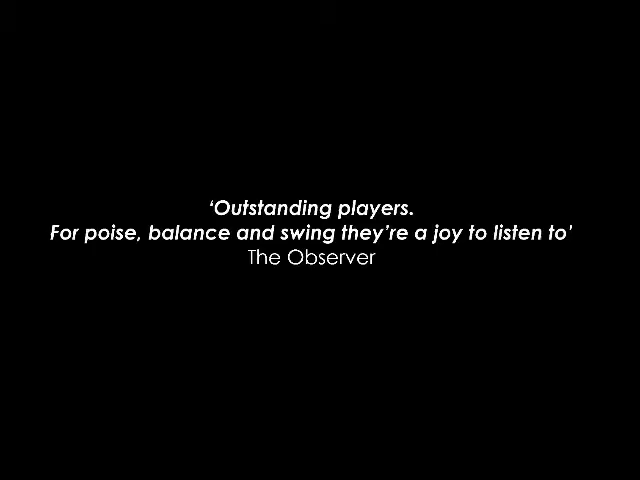 ‘Outstanding players.
For poise, balance and swing they’re a joy to listen to’
The Observer